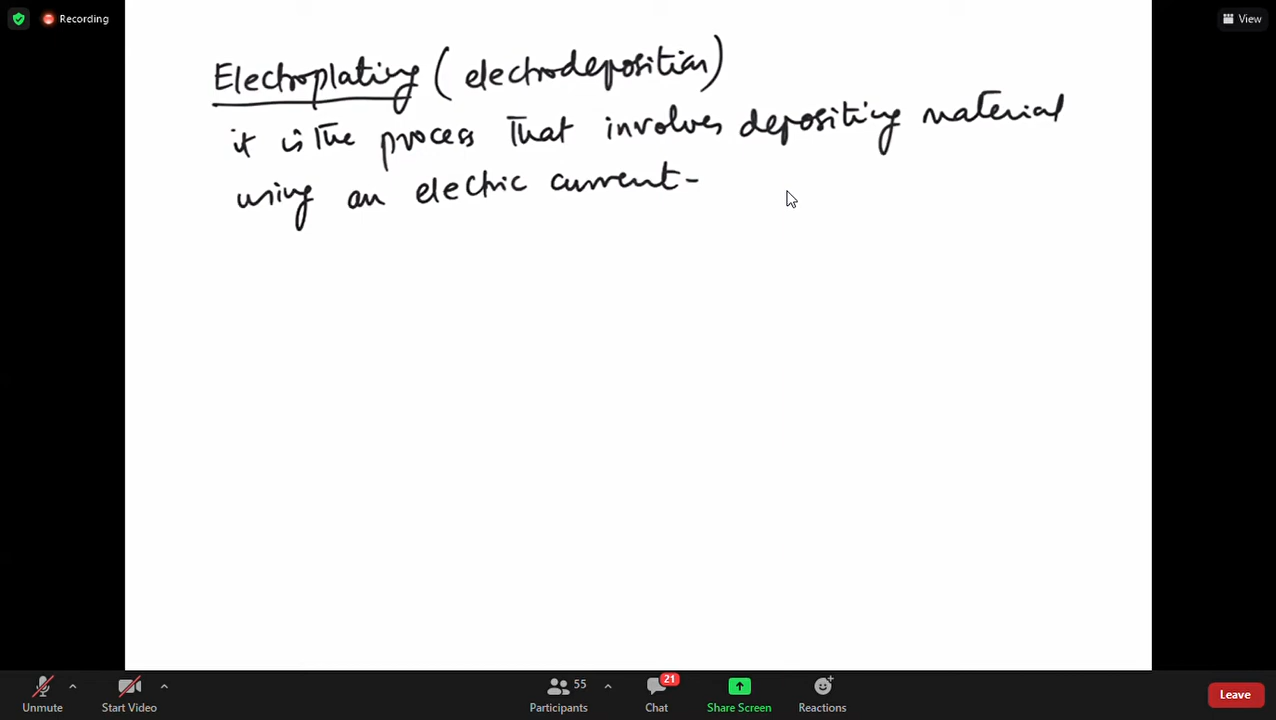 Recording
View
Electroplating (electrodeposition)
it is the process that involves depositing material
using an electric current-
55
21
Unmute
Start Video
Participants
Chat
Share Screen
Reactions
Leave